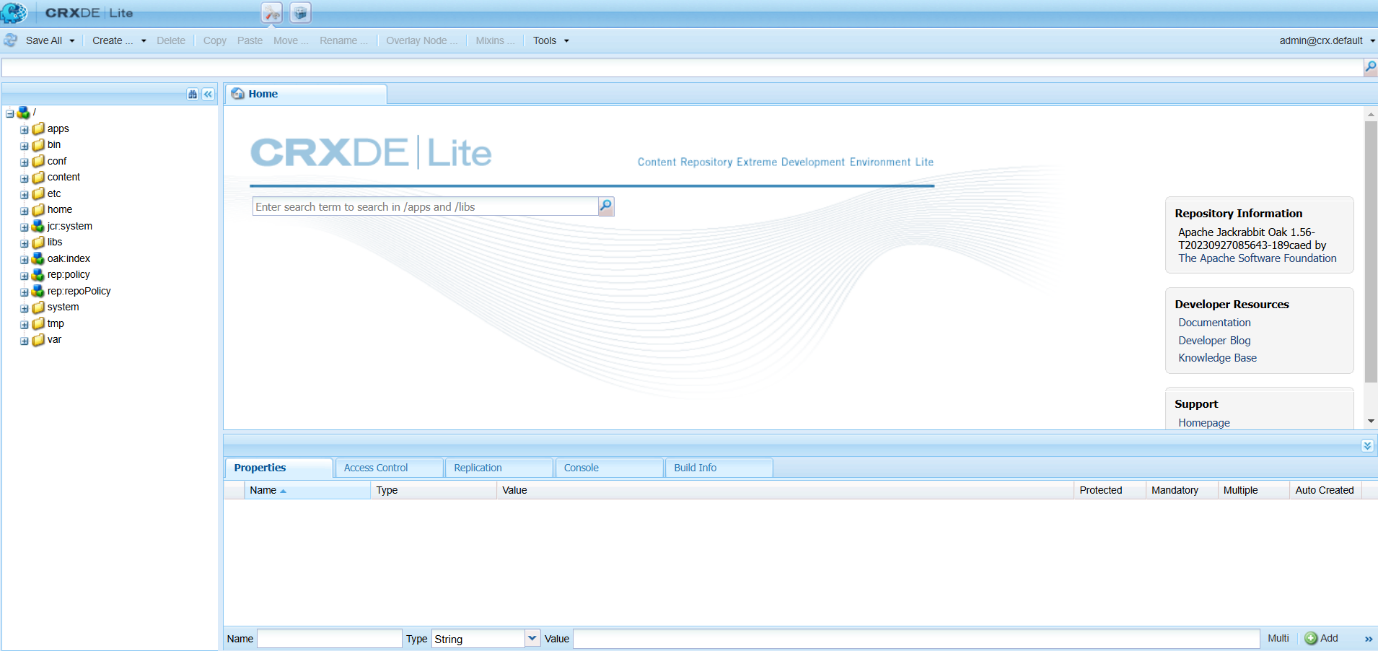 CRXDE | Lite
Save All Create ... Delete Copy Paste Move ... Rename ... Overlay Node ... Mixins ... Tools admin@crx.default
Home
/
apps
bin
conf
content
etc
home
jcr:system
libs
oak:index
rep:policy
rep:repoPolicy
system
tmp
var
CRXDE | Lite
Content Repository Extreme Development Environment Lite
Enter search term to search in /apps and /libs
Repository Information
Apache Jackrabbit Oak 1.56-
T20230927085643-189caed by
The Apache Software Foundation
Developer Resources
Documentation
Developer Blog
Knowledge Base
Support
Homepage
Properties Access Control Replication Console Build Info
Name Type Value Protected Mandatory Multiple Auto Created
Name Type String Value Multi Add »